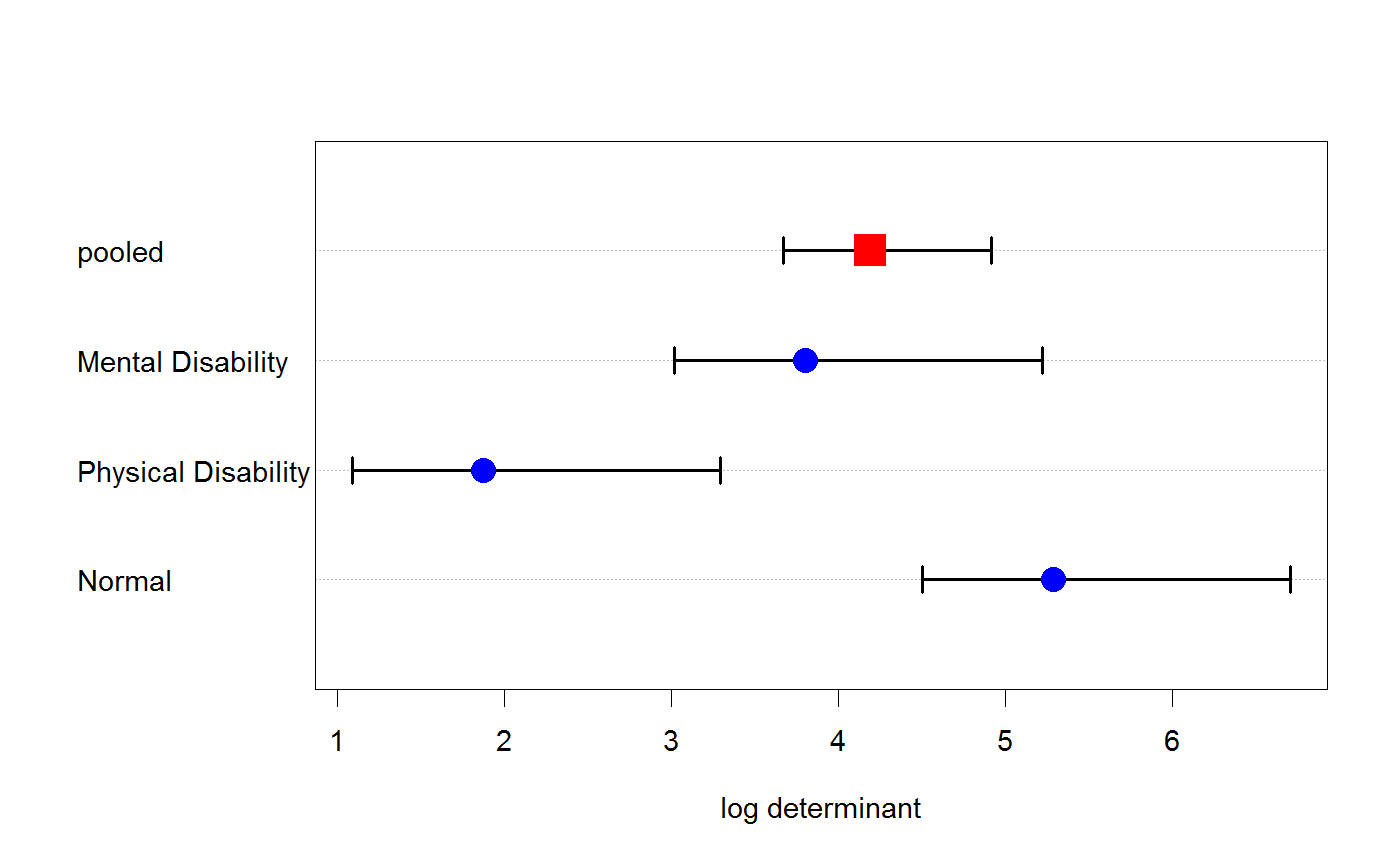 pooled
Mental Disability
Physical Disability
Normal
1 2 3 4 5 6
log determinant